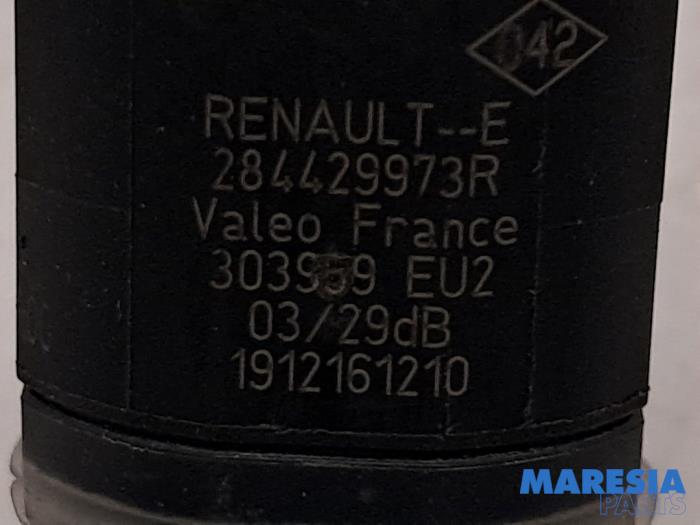 042
RENAULT--E
284429973R
Valeo France
303959 EU2
03/29dB
1912161210
MARESIA
PARTS